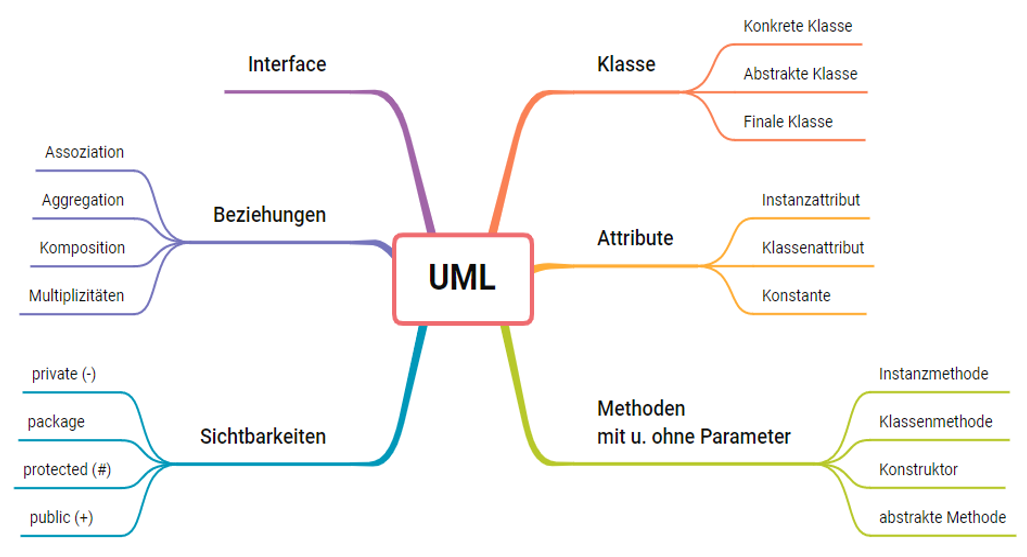 UML
Interface
Beziehungen
Assoziation
Aggregation
Komposition
Multiplizitäten
Sichtbarkeiten
private (-)
package
protected (#)
public (+)
Klasse
Konkrete Klasse
Abstrakte Klasse
Finale Klasse
Attribute
Instanzattribut
Klassenattribut
Konstante
Methoden
mit u. ohne Parameter
Instanzmethode
Klassenmethode
Konstruktor
abstrakte Methode